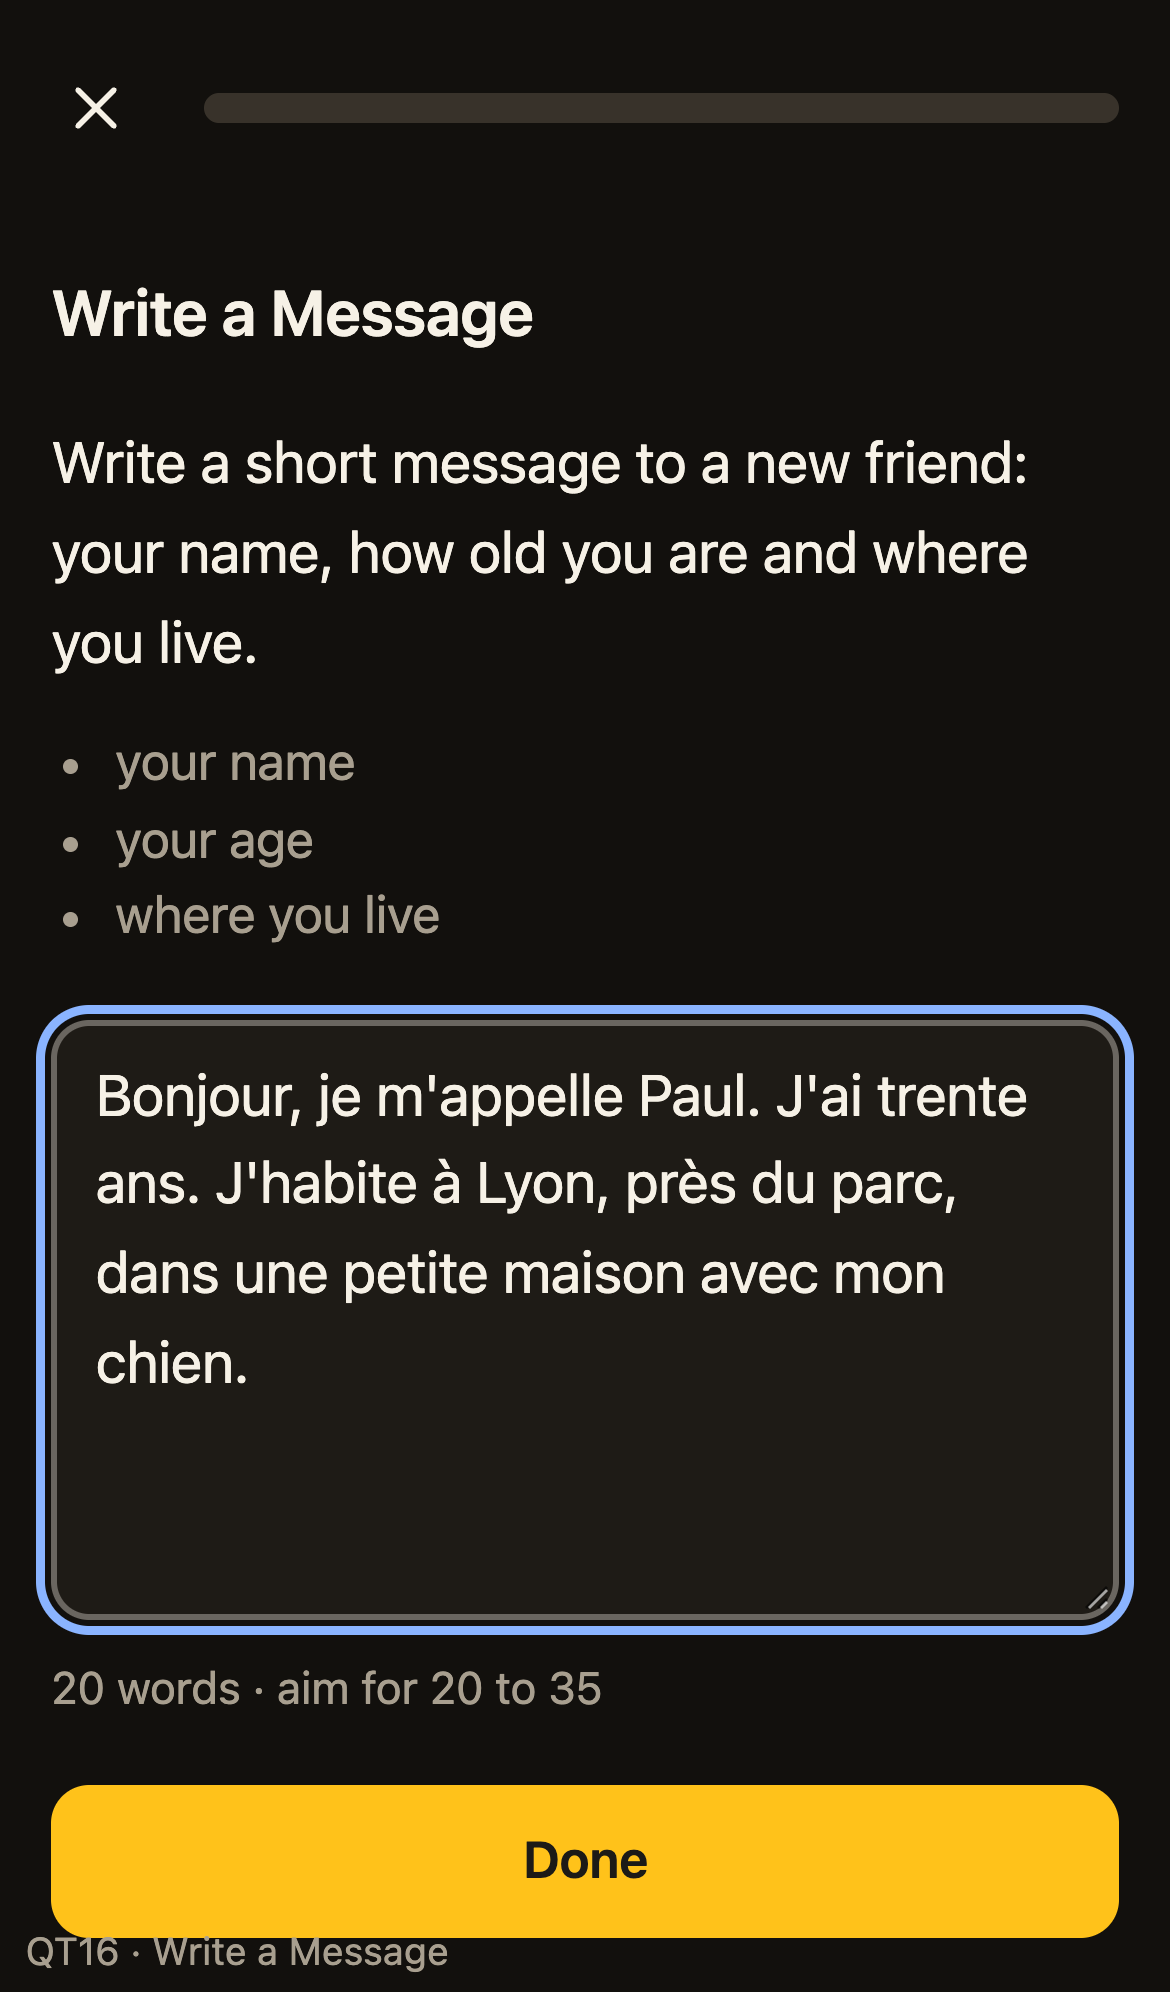 Write a Message
Write a short message to a new friend:
your name, how old you are and where
you live.
• your name
• your age
• where you live
Bonjour, je m'appelle Paul. J'ai trente
ans. J'habite à Lyon, près du parc,
dans une petite maison avec mon
chien.
20 words · aim for 20 to 35
Done
QT16 · Write a Message